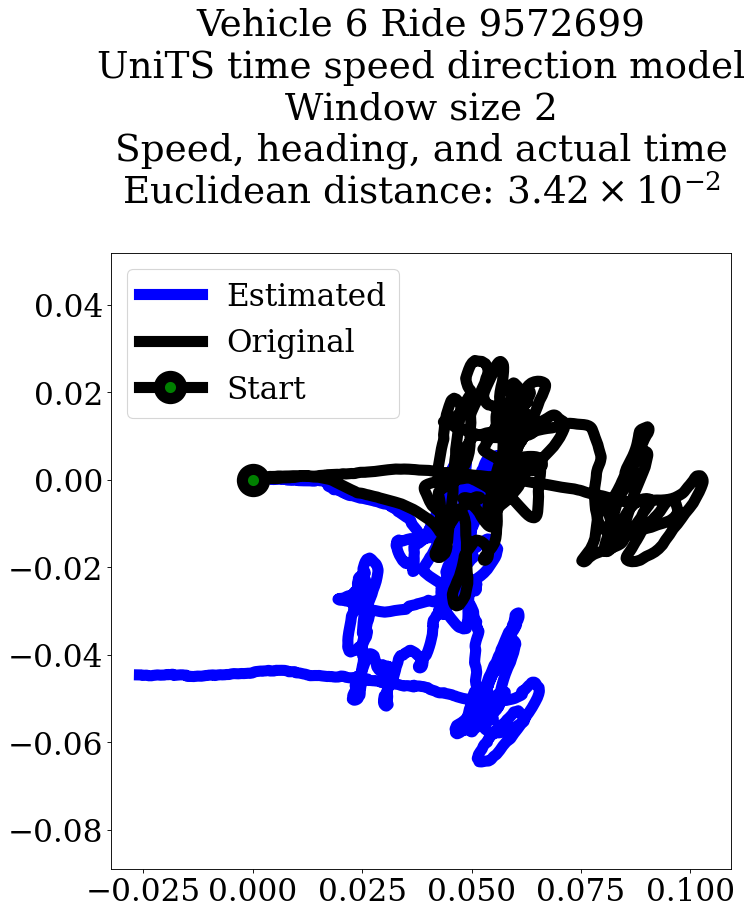 Vehicle 6 Ride 9572699
UniTS time speed direction model
Window size 2
Speed, heading, and actual time
Euclidean distance: 3.42 × 10⁻²
Estimated
Original
Start
0.04
0.02
0.00
−0.02
−0.04
−0.06
−0.08
−0.025 0.000 0.025 0.050 0.075 0.100